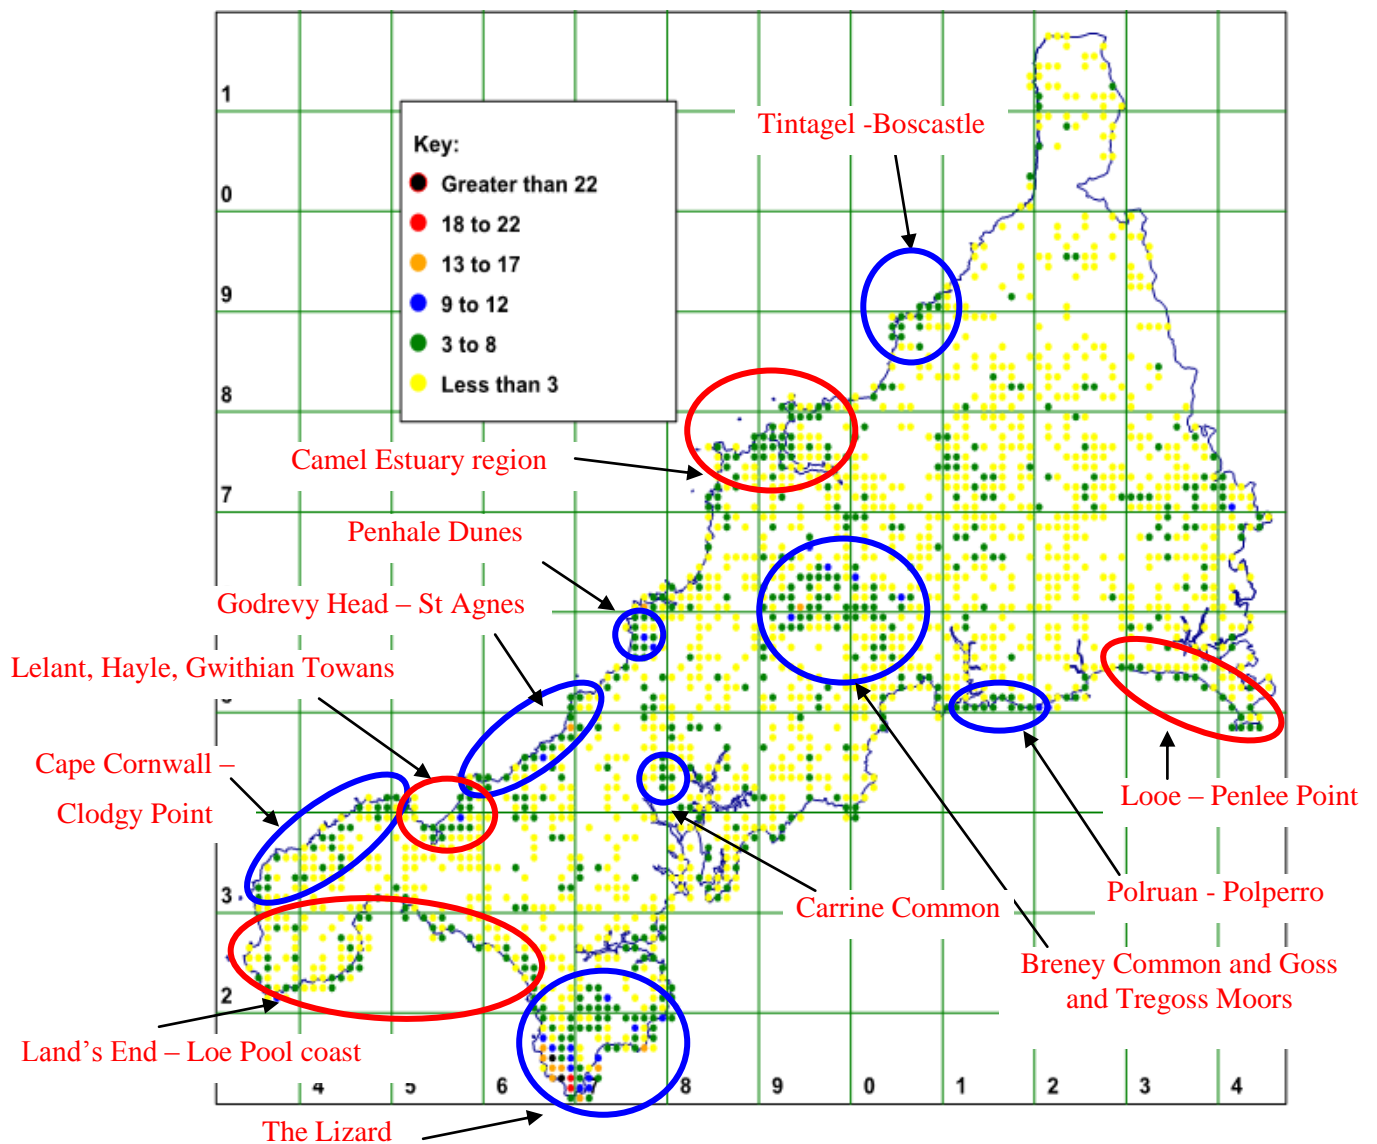 1
0
9
8
7
3
2
Key:
Greater than 22
18 to 22
13 to 17
9 to 12
3 to 8
Less than 3
Tintagel -Boscastle
Camel Estuary region
Penhale Dunes
Godrevy Head – St Agnes
Lelant, Hayle, Gwithian Towans
Cape Cornwall –
Clodgy Point
Looe – Penlee Point
Polruan - Polperro
Carrine Common
Breney Common and Goss
and Tregoss Moors
Land's End – Loe Pool coast
The Lizard
4 5 6 8 9 0 1 2 3 4